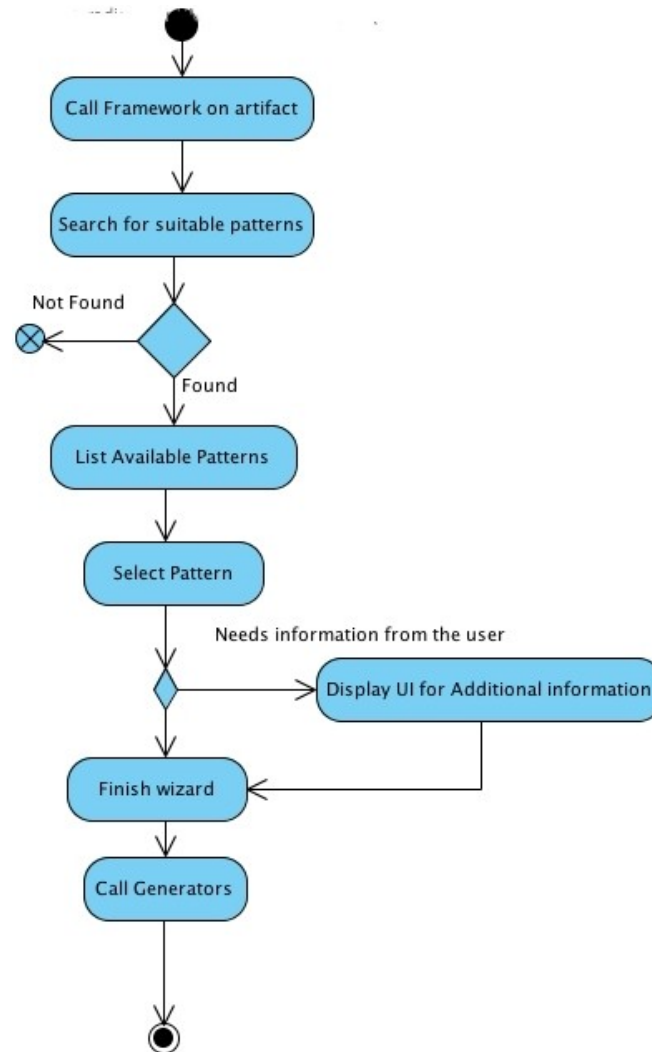 Call Framework on artifact
Search for suitable patterns
Not Found
Found
List Available Patterns
Select Pattern
Needs information from the user
Display UI for Additional information
Finish wizard
Call Generators